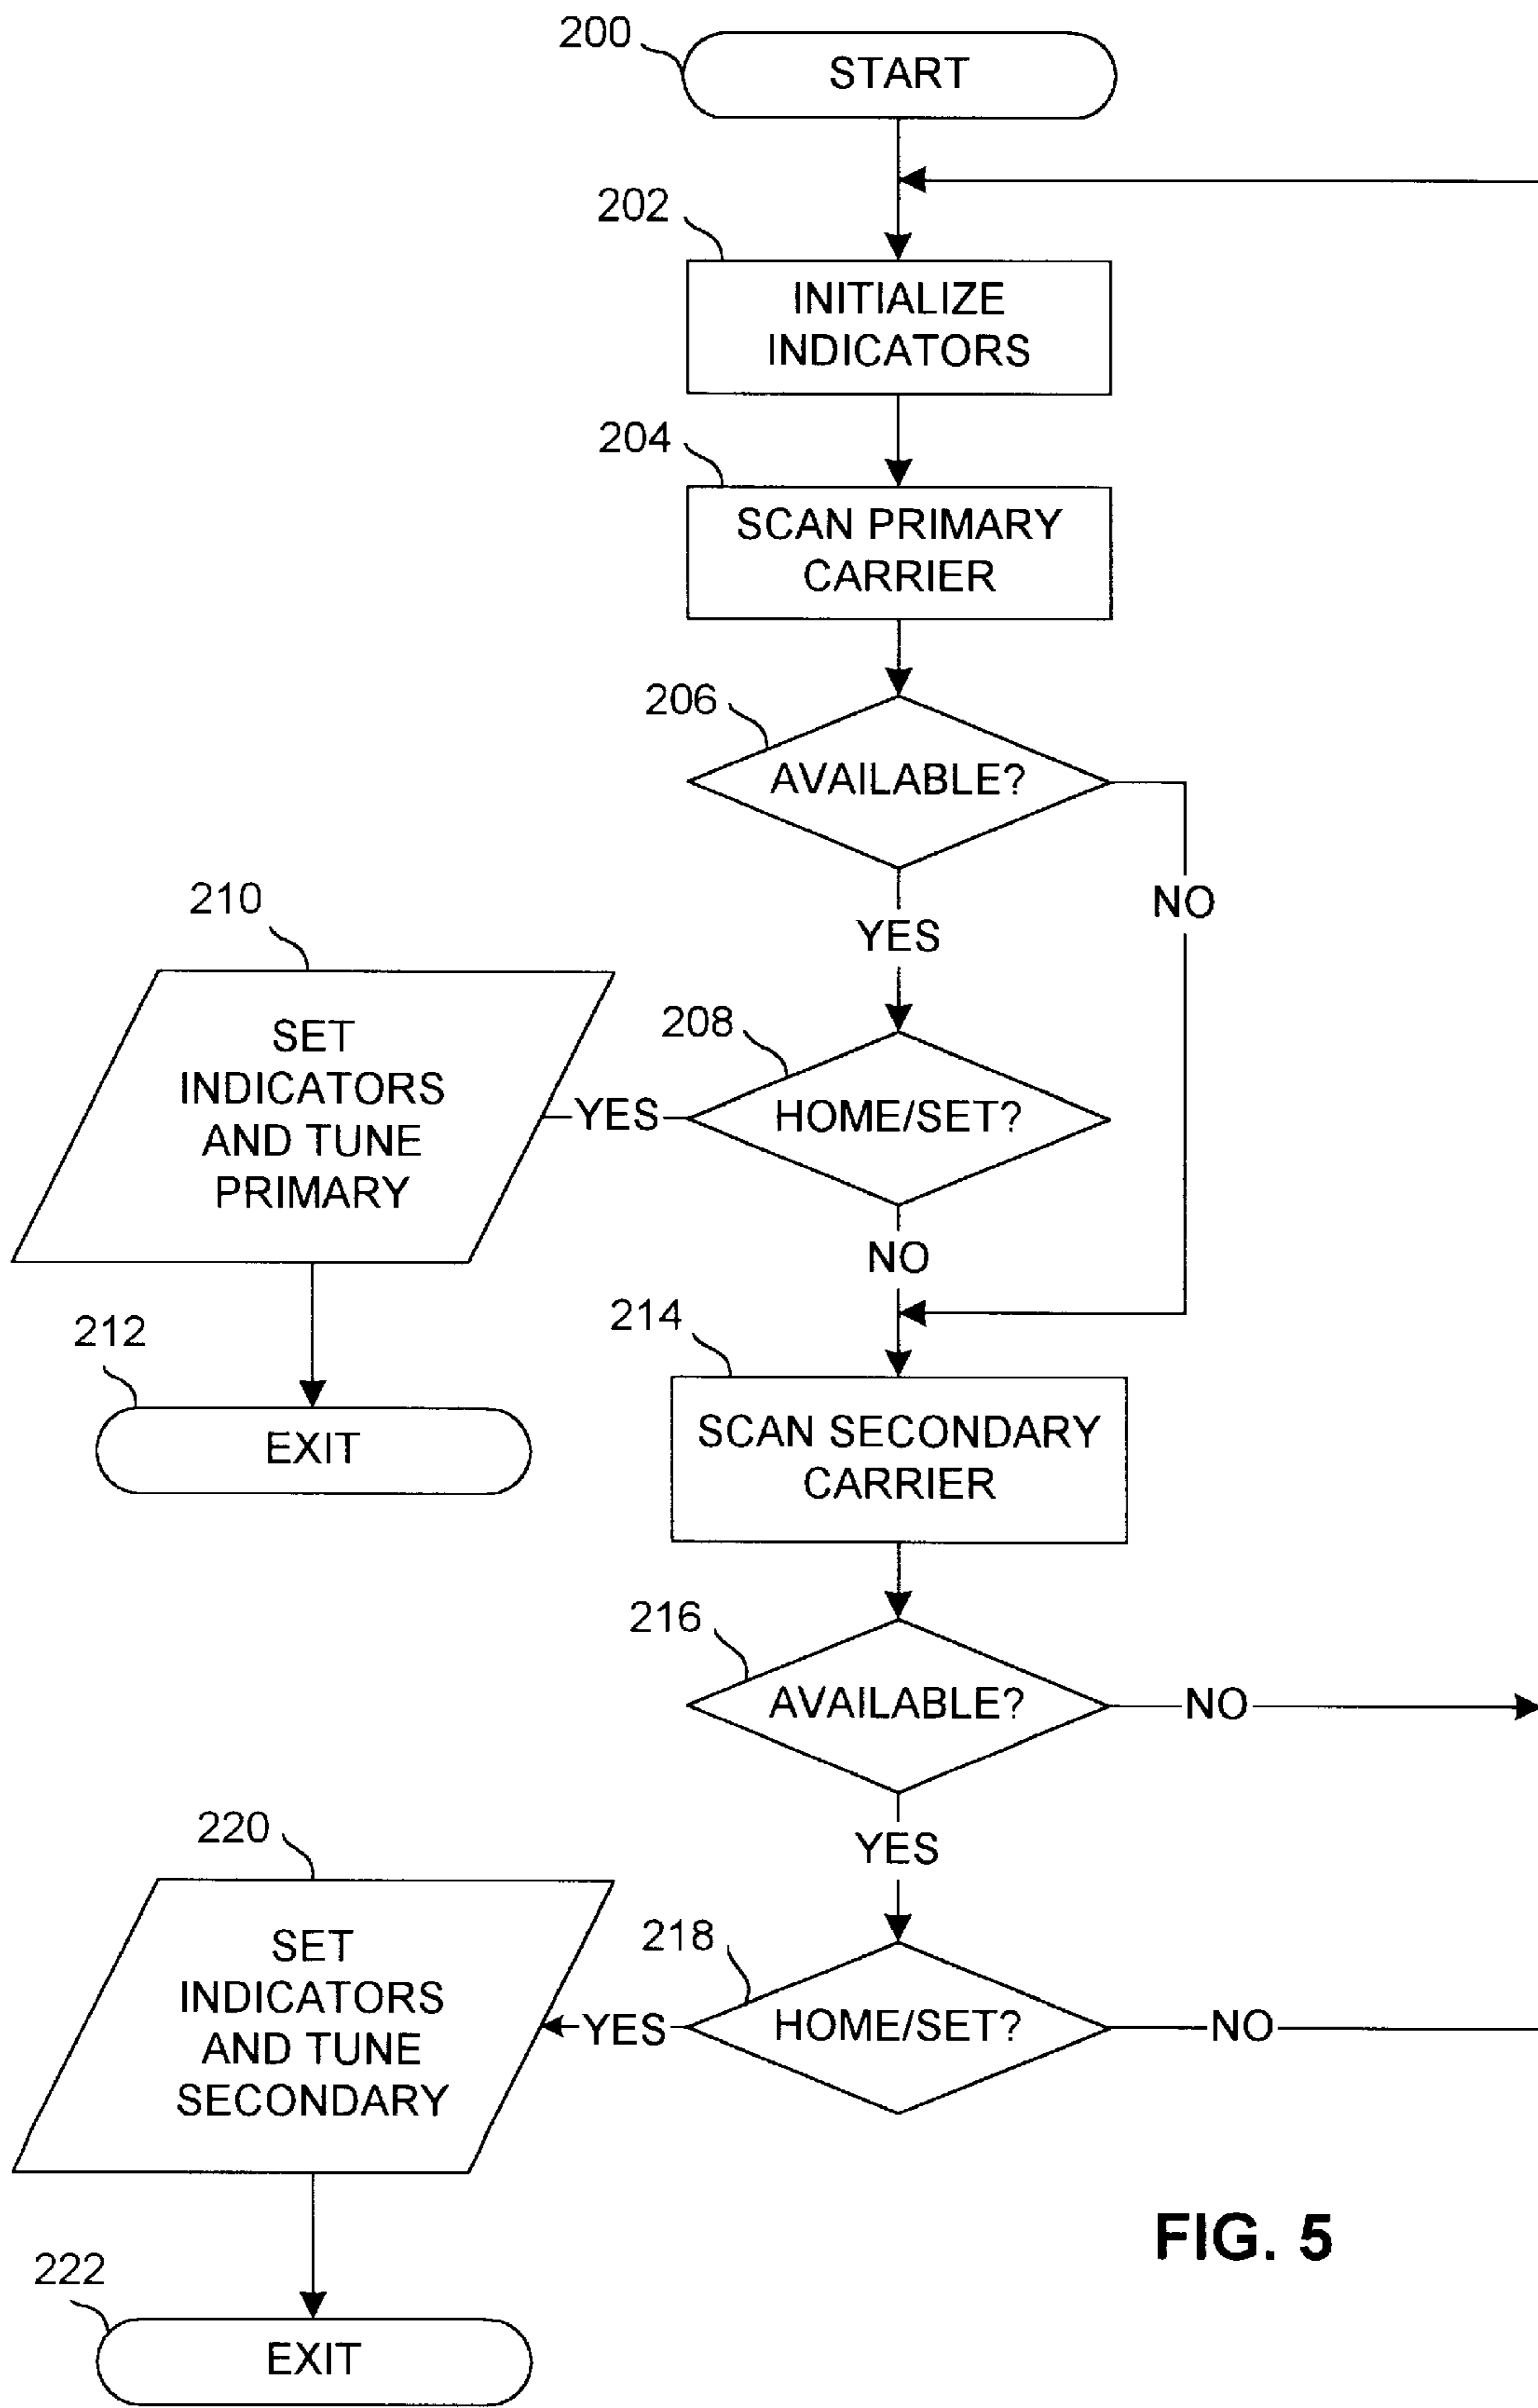 200
START
202
INITIALIZE
INDICATORS
204
SCAN PRIMARY
CARRIER
206
AVAILABLE?
NO
YES
210
SET
INDICATORS
AND TUNE
PRIMARY
208
YES
HOME/SET?
NO
212
EXIT
214
SCAN SECONDARY
CARRIER
216
AVAILABLE?
NO
YES
220
SET
INDICATORS
AND TUNE
SECONDARY
218
YES
HOME/SET?
NO
222
EXIT
FIG. 5